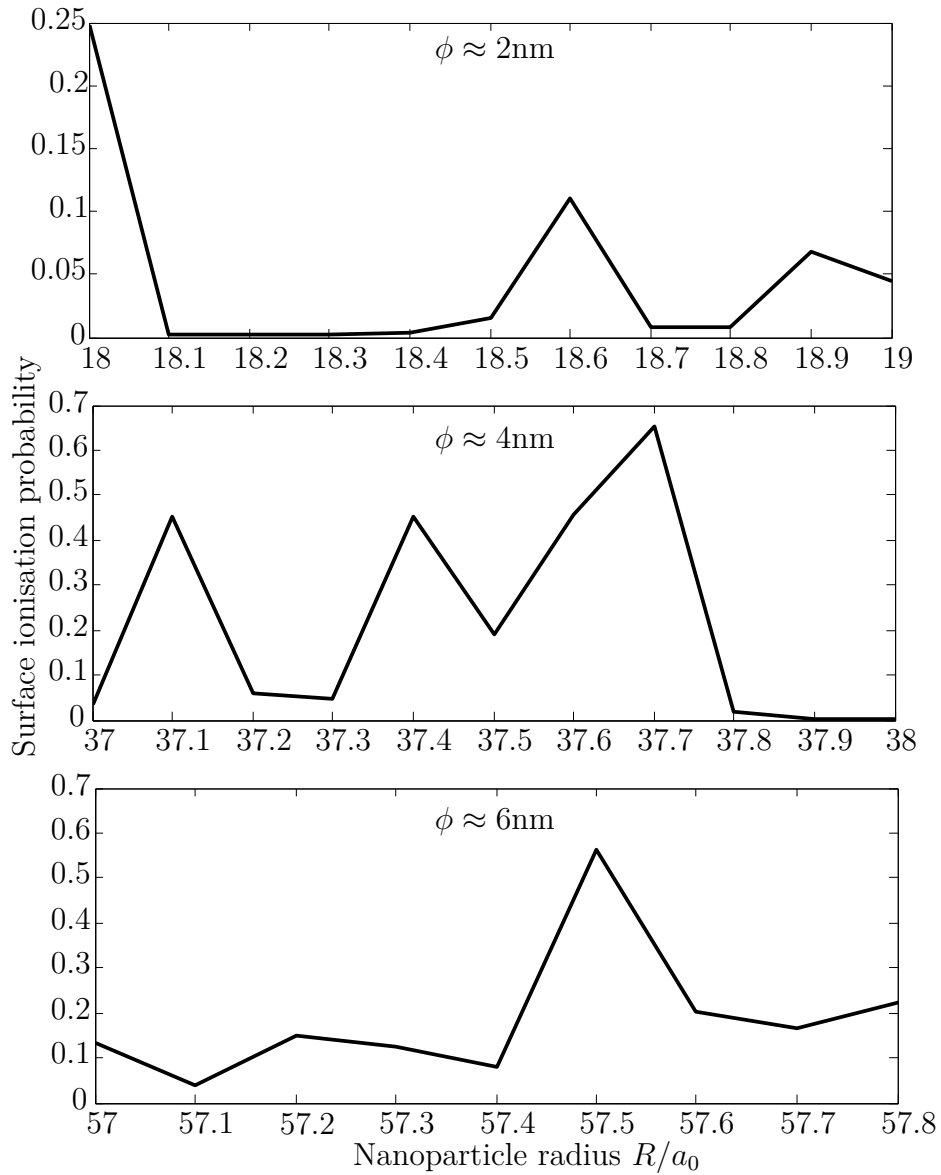 0.25
ϕ ≈ 2nm
0.2
0.15
0.1
0.05
0
18 18.1 18.2 18.3 18.4 18.5 18.6 18.7 18.8 18.9 19
Surface ionisation probability
0.7
ϕ ≈ 4nm
0.6
0.5
0.4
0.3
0.2
0.1
0
37 37.1 37.2 37.3 37.4 37.5 37.6 37.7 37.8 37.9 38
0.7
ϕ ≈ 6nm
0.6
0.5
0.4
0.3
0.2
0.1
0
57 57.1 57.2 57.3 57.4 57.5 57.6 57.7 57.8
Nanoparticle radius R/a₀